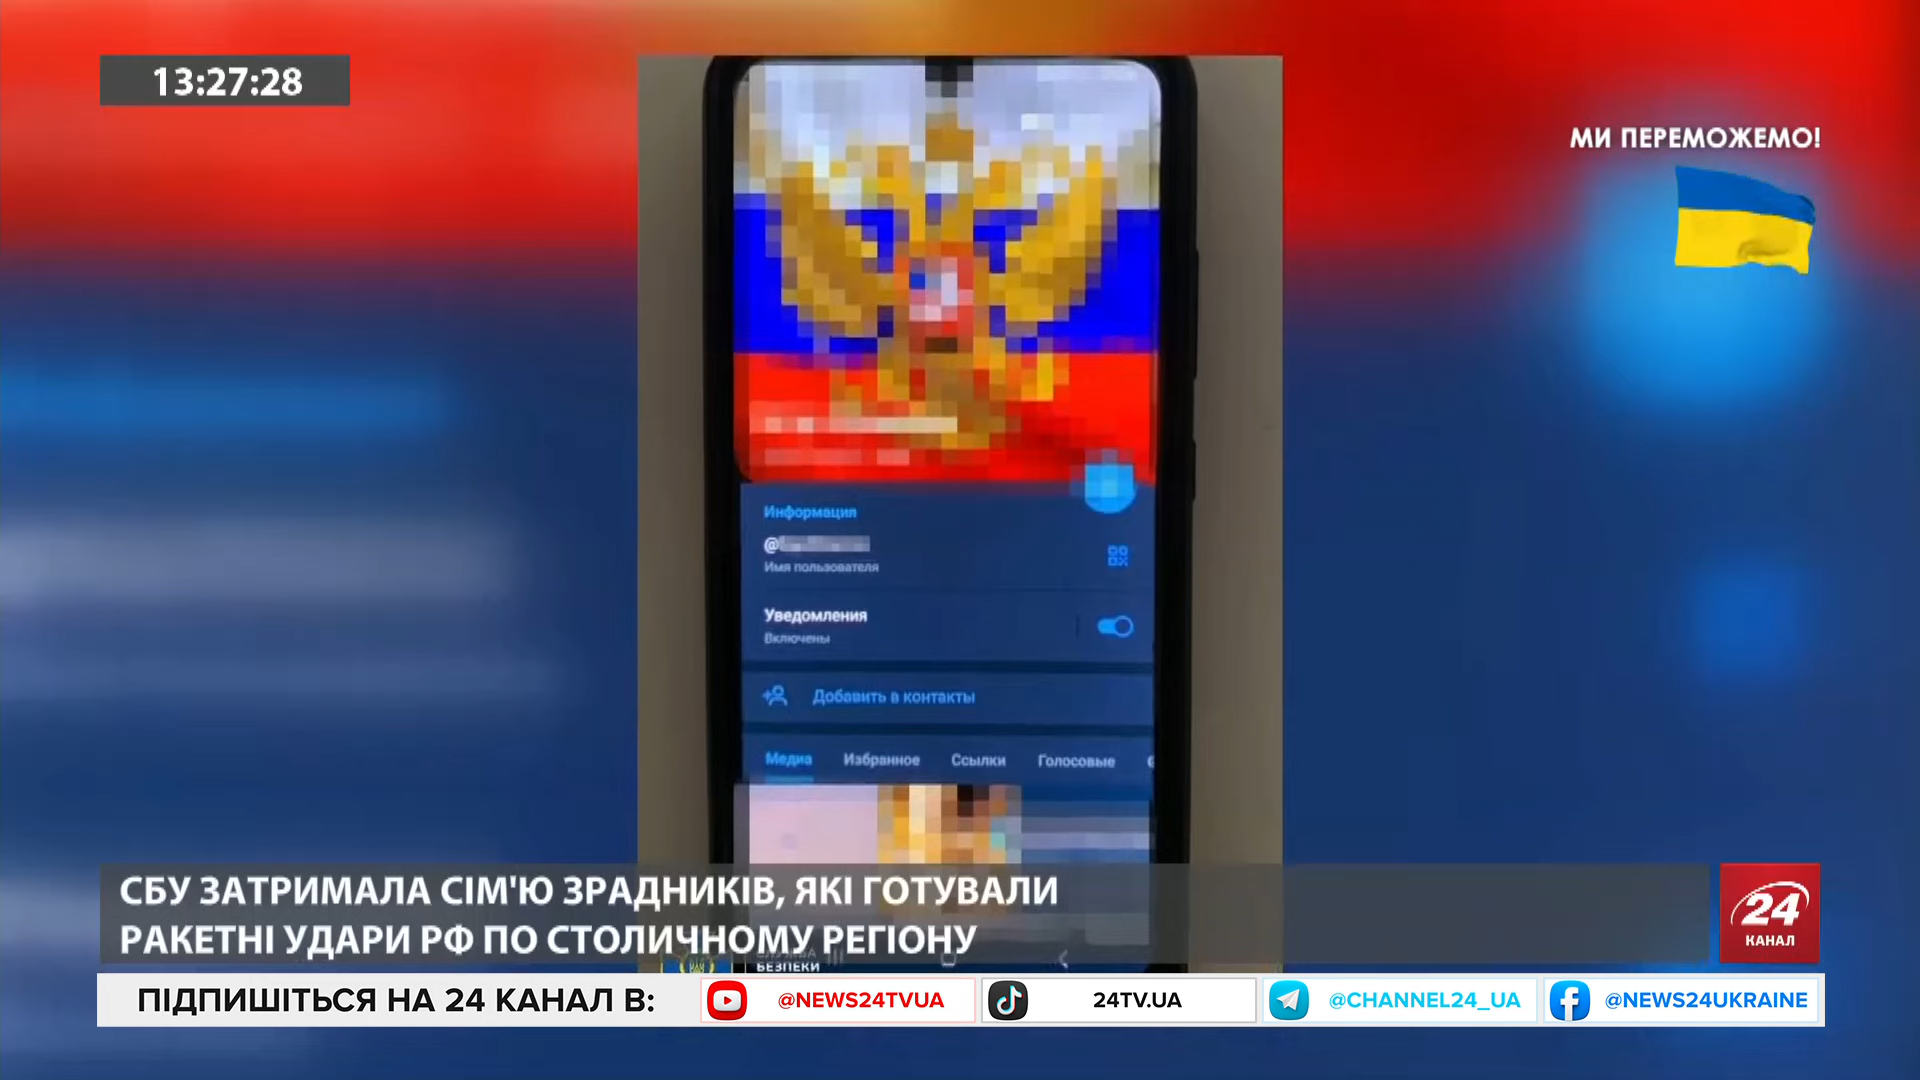 13:27:28
МИ ПЕРЕМОЖЕМО!
Информация
@
Имя пользователя
Уведомления
Включены
Добавить в контакты
Медиа Избранное Ссылки Голосовые
СБУ ЗАТРИМАЛА СІМ'Ю ЗРАДНИКІВ, ЯКІ ГОТУВАЛИ
РАКЕТНІ УДАРИ РФ ПО СТОЛИЧНОМУ РЕГІОНУ
24
КАНАЛ
СЛУЖБА
БЕЗПЕКИ
ПІДПИШІТЬСЯ НА 24 КАНАЛ В: @NEWS24TVUA 24TV.UA @CHANNEL24_UA @NEWS24UKRAINE